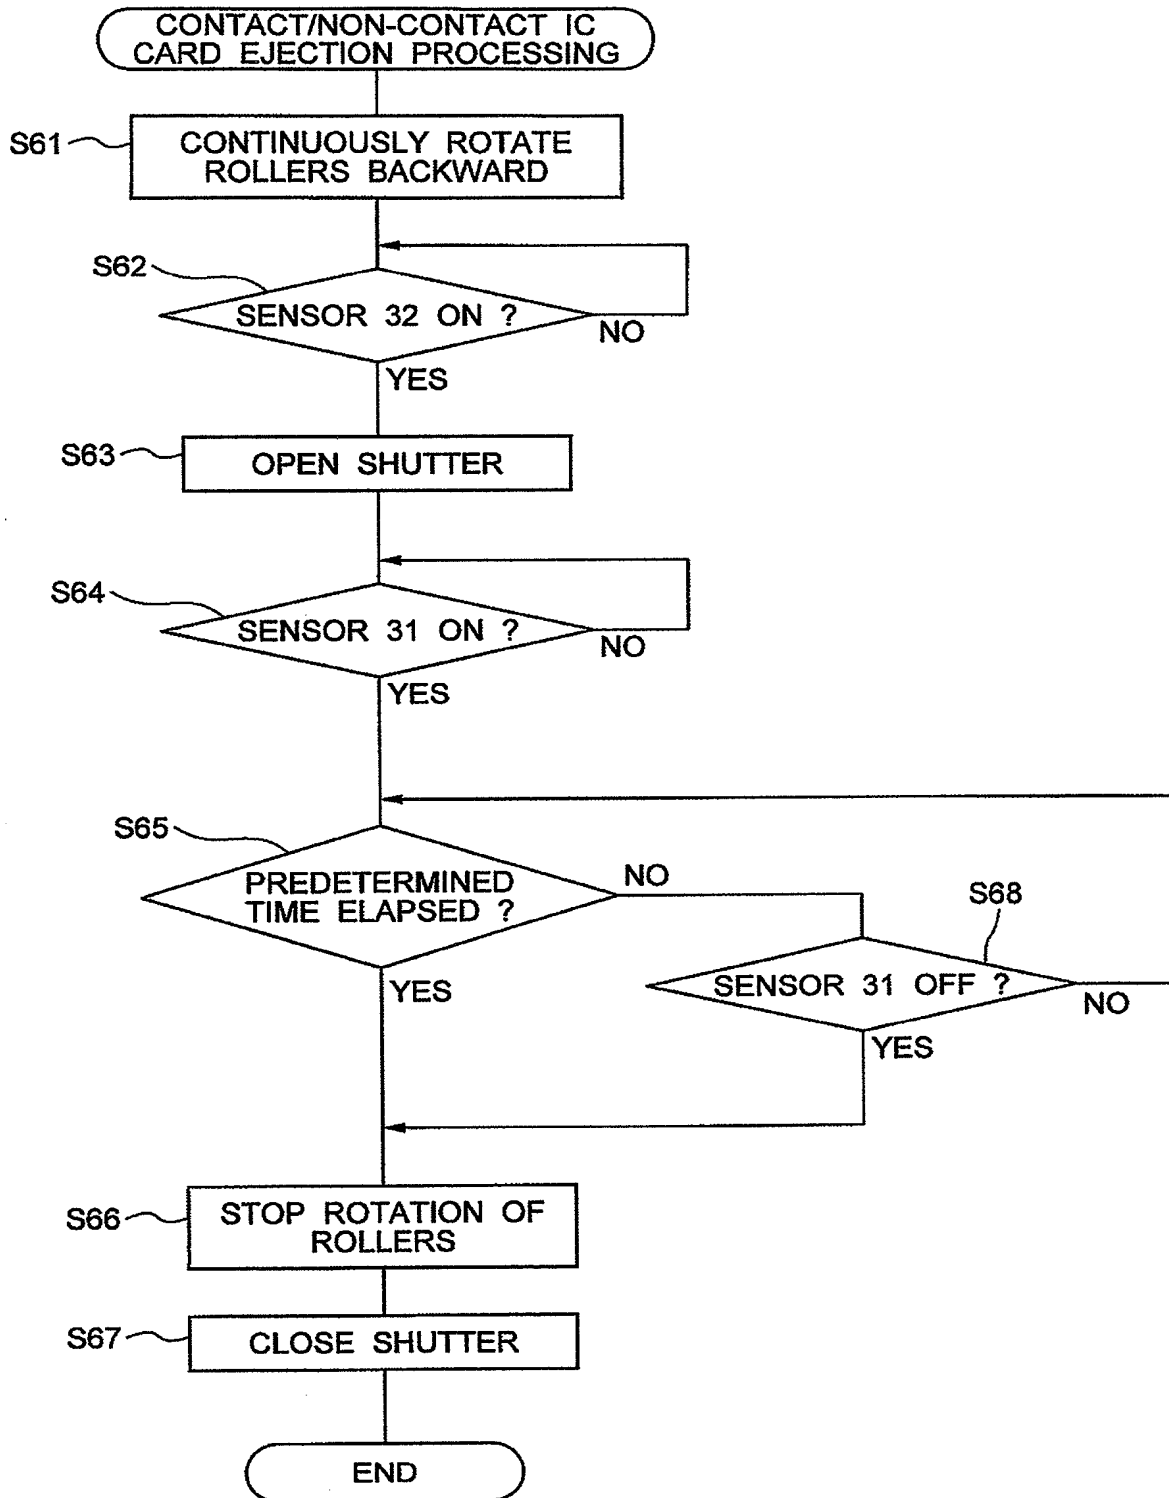 CONTACT/NON-CONTACT IC
CARD EJECTION PROCESSING
S61
CONTINUOUSLY ROTATE
ROLLERS BACKWARD
S62
SENSOR 32 ON ?
NO
YES
S63
OPEN SHUTTER
S64
SENSOR 31 ON ?
NO
YES
S65
PREDETERMINED
TIME ELAPSED ?
NO
YES
S68
SENSOR 31 OFF ?
NO
YES
S66
STOP ROTATION OF
ROLLERS
S67
CLOSE SHUTTER
END